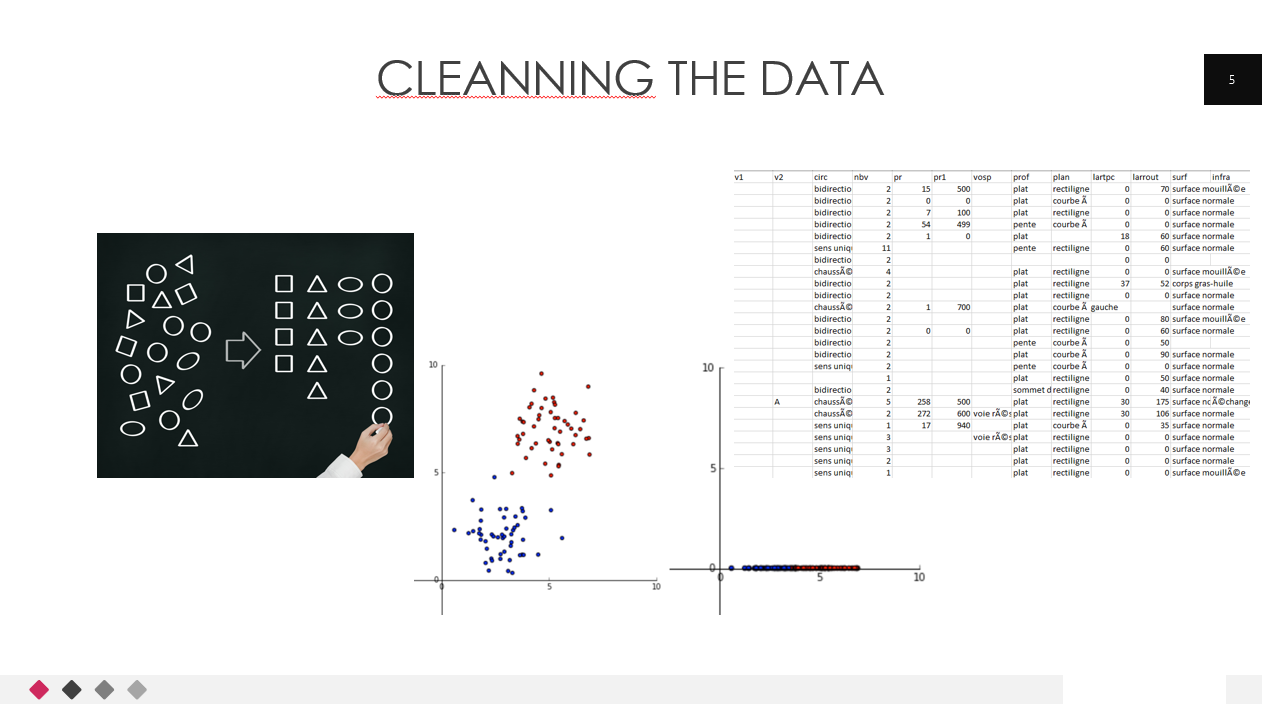 CLEANNING THE DATA
5
v1 v2 circ nbv pr pr1 vosp prof plan lartpc larrout surf infra
bidirectio 2 15 500 plat rectiligne 0 70 surface mouillÃ©e
bidirectio 2 0 0 plat courbe Ã 0 0 surface normale
bidirectio 2 7 100 plat rectiligne 0 0 surface normale
bidirectio 2 54 499 pente courbe Ã 0 0 surface normale
bidirectio 2 1 0 plat 18 60 surface normale
sens uniq 11 pente rectiligne 0 60 surface normale
bidirectio 2 0 0
chaussÃ© 4 plat rectiligne 0 0 surface mouillÃ©e
bidirectio 2 plat rectiligne 37 52 corps gras-huile
bidirectio 2 plat rectiligne 0 0 surface normale
chaussÃ© 2 1 700 plat courbe Ã gauche surface normale
bidirectio 2 plat rectiligne 0 80 surface mouillÃ©e
bidirectio 2 0 0 plat rectiligne 0 60 surface normale
bidirectio 2 pente courbe Ã 0 50
bidirectio 2 plat courbe Ã 0 90 surface normale
sens uniq 2 pente courbe Ã 0 0 surface normale
1 plat rectiligne 0 50 surface normale
bidirectio 2 sommet d rectiligne 0 40 surface normale
A chaussÃ© 5 258 500 plat rectiligne 30 175 surface nc Ã©change
chaussÃ© 2 272 600 voie rÃ©s plat rectiligne 30 106 surface normale
sens uniq 1 17 940 plat courbe Ã 0 35 surface normale
sens uniq 3 voie rÃ©s plat rectiligne 0 0 surface normale
sens uniq 3 plat rectiligne 0 0 surface normale
sens uniq 2 plat rectiligne 0 0 surface normale
sens uniq 1 plat rectiligne 0 0 surface mouillÃ©e
10
5
0
0 5 10
10
5
0
0 5 10